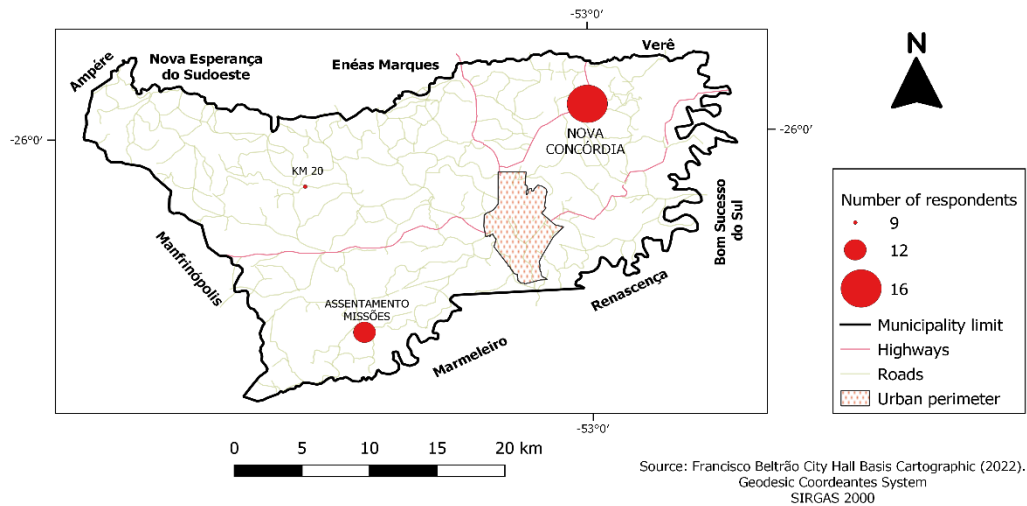 -53°0'
Verê
Nova Esperança
do Sudoeste
Enéas Marques
Ampére
N
-26°0'
-26°0'
NOVA
CONCÓRDIA
KM 20
Bom Sucesso
do Sul
Manfrinópolis
Renascença
ASSENTAMENTO
MISSÕES
Marmeleiro
Number of respondents
9
12
16
Municipality limit
Highways
Roads
Urban perimeter
-53°0'
0 5 10 15 20 km
Source: Francisco Beltrão City Hall Basis Cartographic (2022).
Geodesic Coordeantes System
SIRGAS 2000